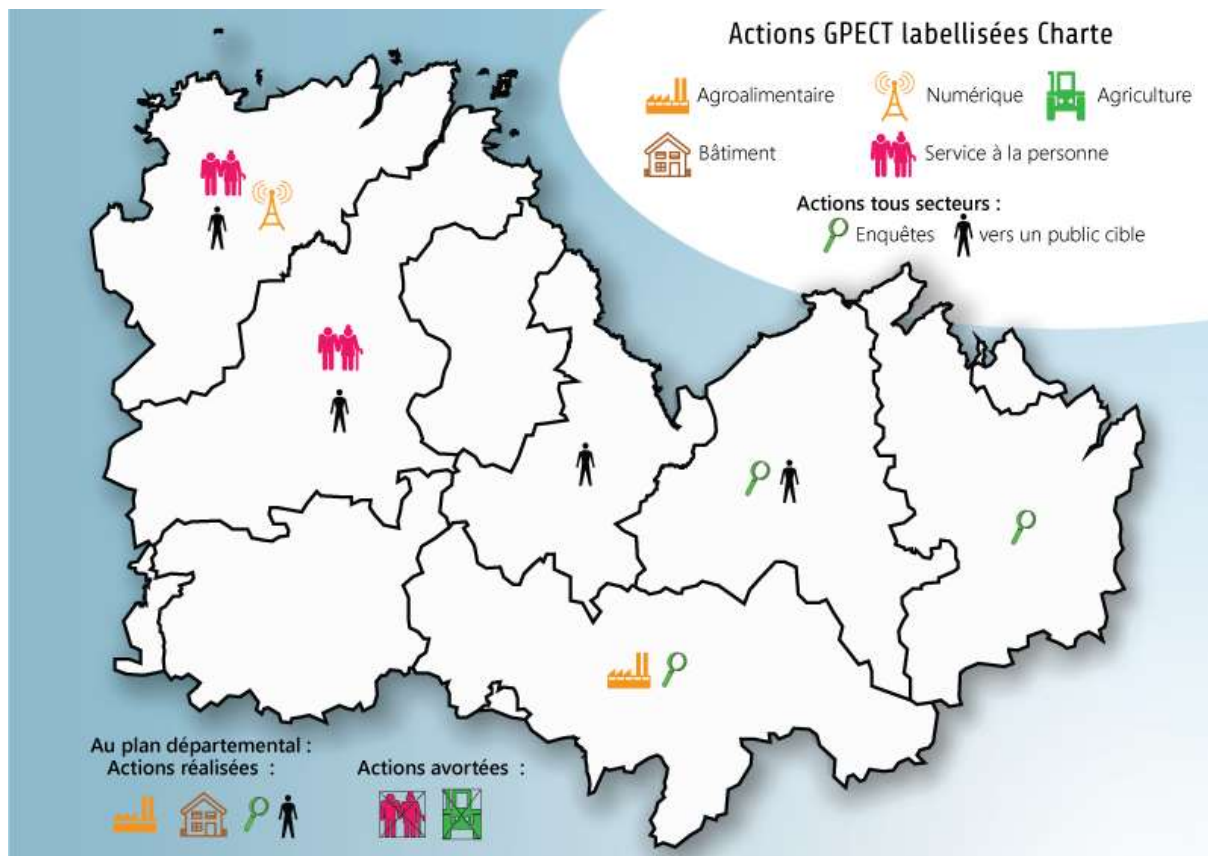 Actions GPECT labellisées Charte
Agroalimentaire
Numérique
Agriculture
Bâtiment
Service à la personne
Actions tous secteurs :
Enquêtes
vers un public cible
Au plan départemental :
Actions réalisées :
Actions avortées :